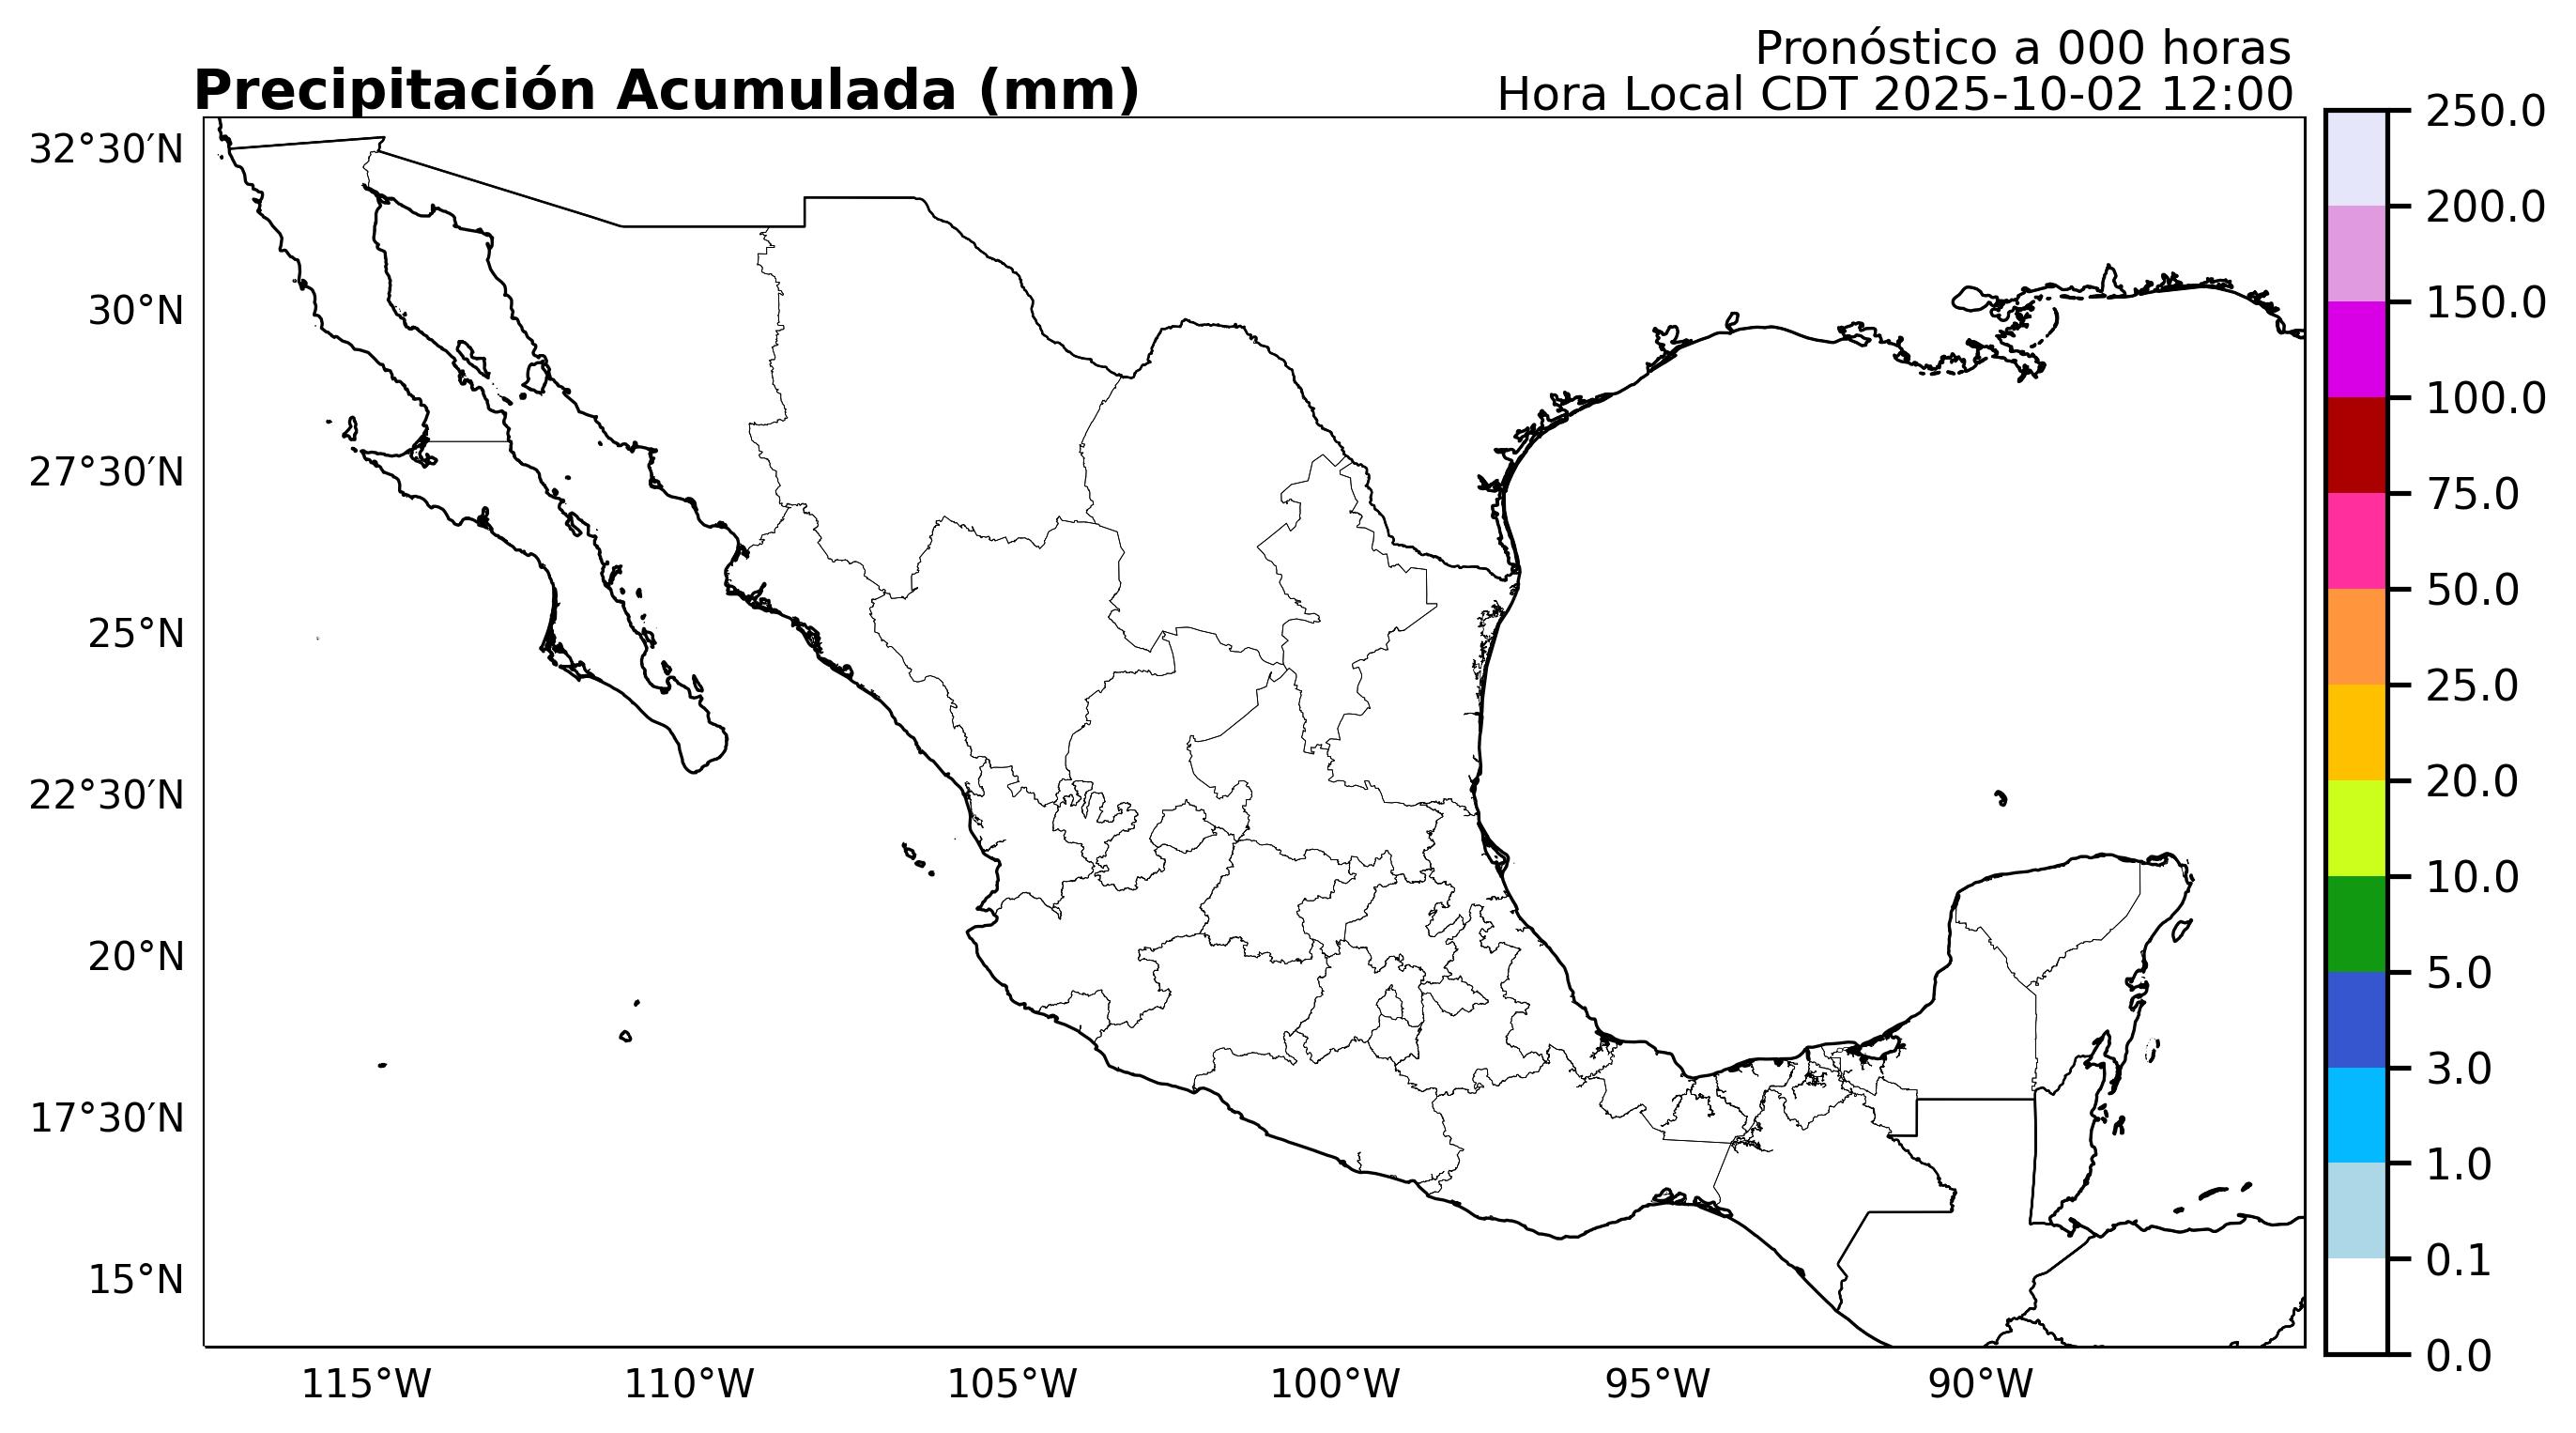 Pronóstico a 000 horas
Precipitación Acumulada (mm)
Hora Local CDT 2025-10-02 12:00
32°30′N
30°N
27°30′N
25°N
22°30′N
20°N
17°30′N
15°N
115°W
110°W
105°W
100°W
95°W
90°W
250.0
200.0
150.0
100.0
75.0
50.0
25.0
20.0
10.0
5.0
3.0
1.0
0.1
0.0